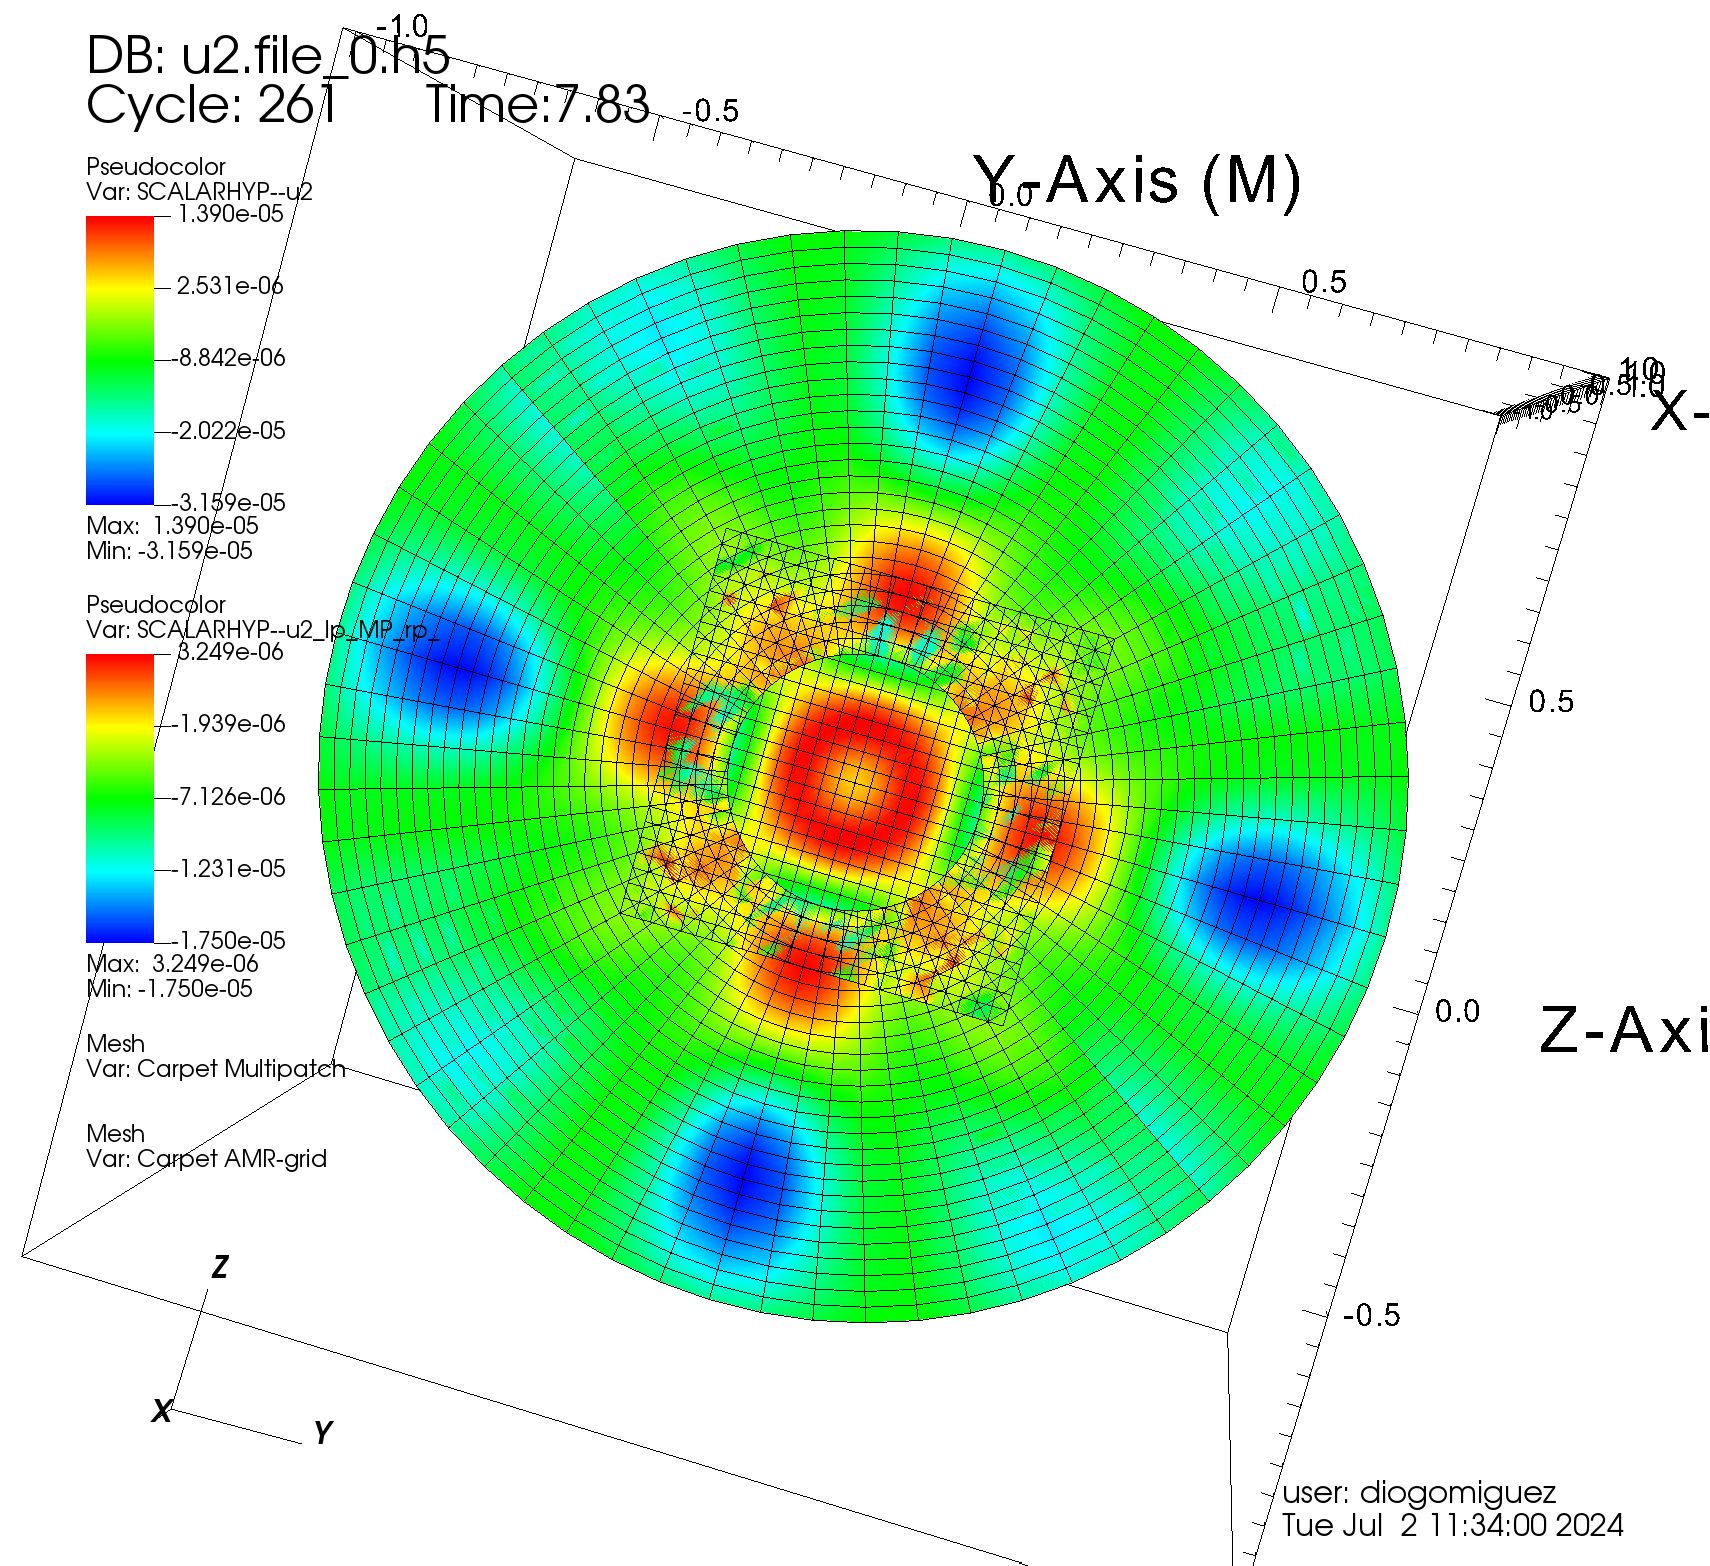 DB: u2.file_0.h5
Cycle: 261 Time:7.83
Pseudocolor
Var: SCALARHYP--u2
1.390e-05
2.531e-06
-8.842e-06
-2.022e-05
-3.159e-05
Max: 1.390e-05
Min: -3.159e-05
Pseudocolor
Var: SCALARHYP--u2_lp_MP_rp_
3.249e-06
-1.939e-06
-7.126e-06
-1.231e-05
-1.750e-05
Max: 3.249e-06
Min: -1.750e-05
Mesh
Var: Carpet Multipatch
Mesh
Var: Carpet AMR-grid
-1.0
-0.5
Y-Axis (M)
0.0
0.5
1.0
X-
0.5
0.0
Z-Axi
-0.5
Z
X
Y
user: diogomiguez
Tue Jul 2 11:34:00 2024